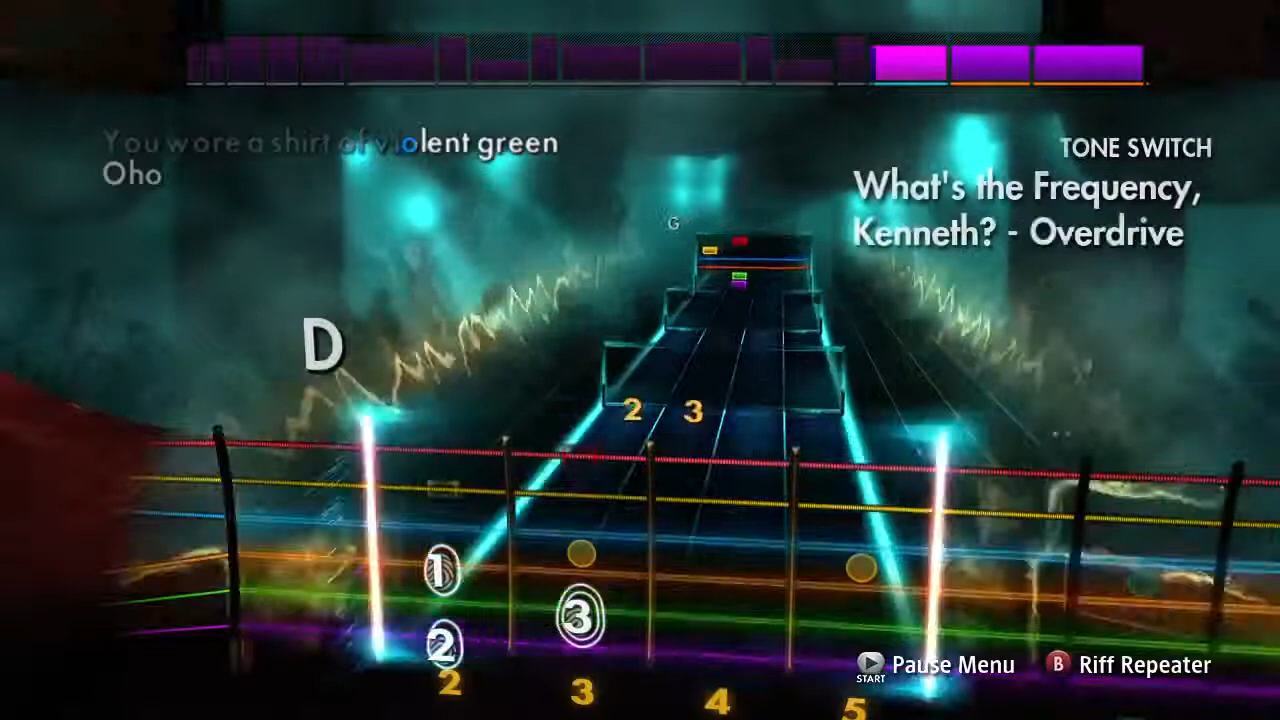 You wore a shirt of violent green
Oho
TONE SWITCH
What's the Frequency,
Kenneth? - Overdrive
G
D
2 3
1
3
2
2 3 4 5
START Pause Menu B Riff Repeater